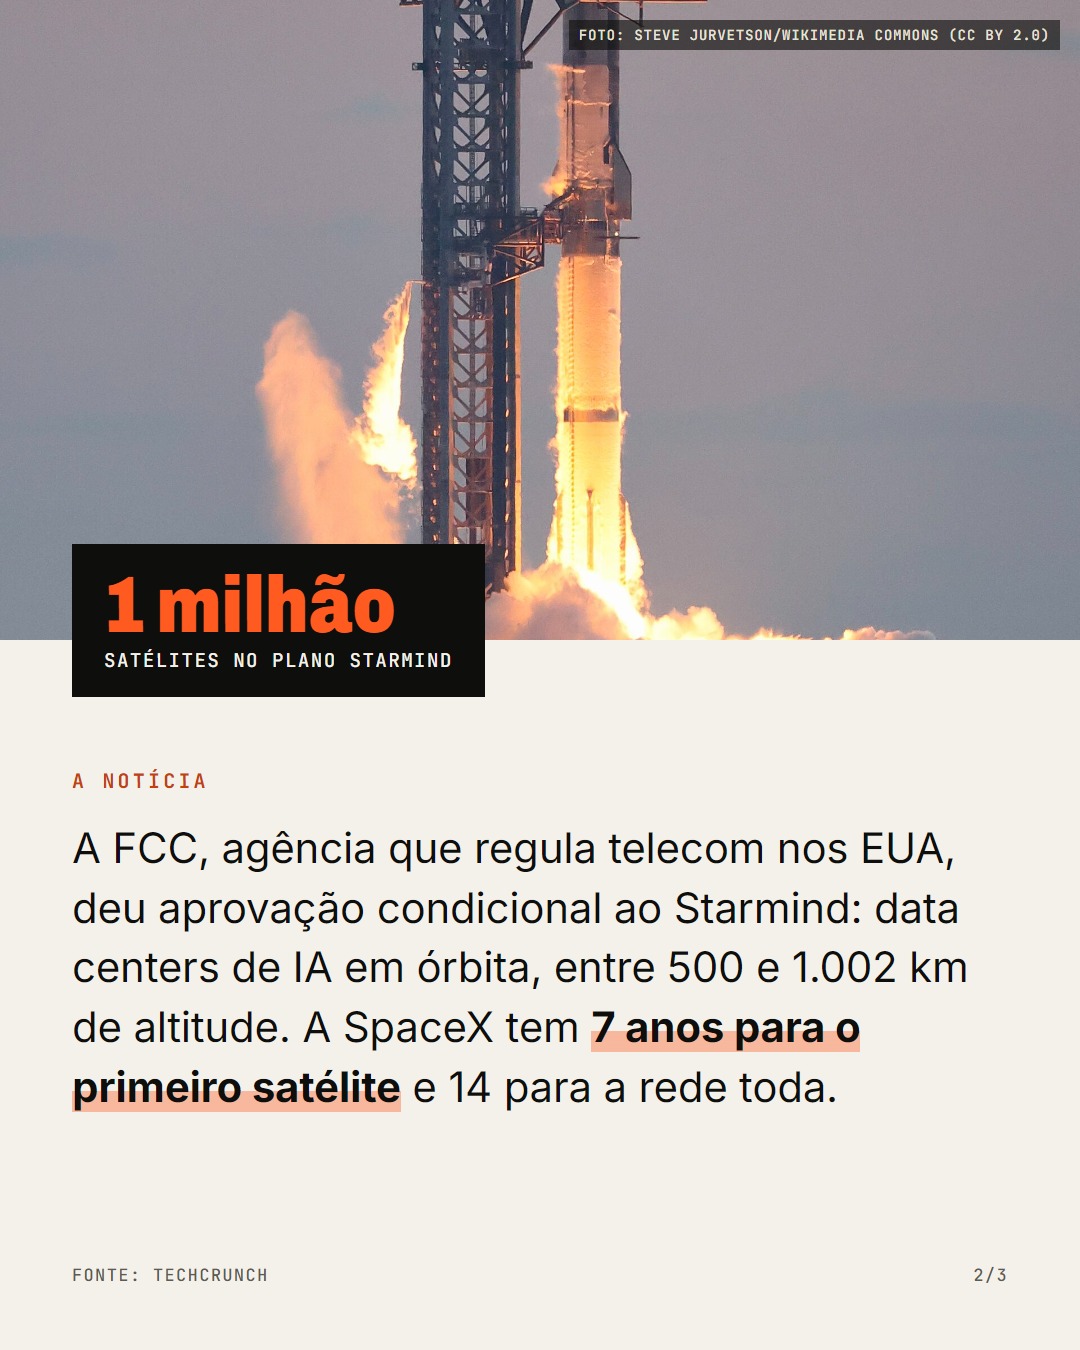 FOTO: STEVE JURVETSON/WIKIMEDIA COMMONS (CC BY 2.0)
1 milhão
SATÉLITES NO PLANO STARMIND
A NOTÍCIA
A FCC, agência que regula telecom nos EUA,
deu aprovação condicional ao Starmind: data
centers de IA em órbita, entre 500 e 1.002 km
de altitude. A SpaceX tem 7 anos para o
primeiro satélite e 14 para a rede toda.
FONTE: TECHCRUNCH
2/3